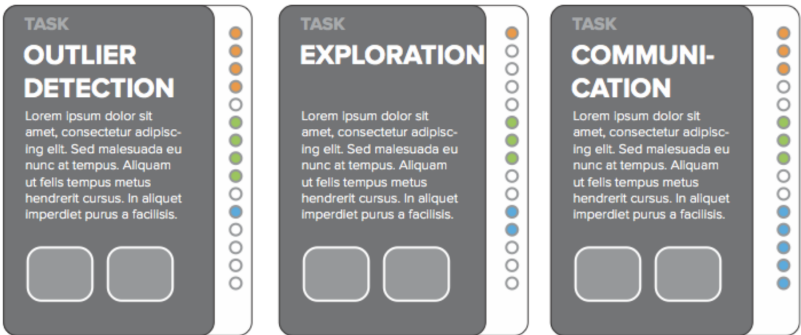 TASK
OUTLIER
DETECTION
Lorem ipsum dolor sit
amet, consectetur adipisc-
ing elit. Sed malesuada eu
nunc at tempus. Aliquam
ut felis tempus metus
hendrerit cursus. In aliquet
imperdiet purus a facilisis.
EXPLORATION
Lorem ipsum dolor sit
amet, consectetur adipisc-
ing elit. Sed malesuada eu
nunc at tempus. Aliquam
ut felis tempus metus
hendrerit cursus. In aliquet
imperdiet purus a facilisis.
TASK
COMMUNI-
CATION
Lorem ipsum dolor sit
amet, consectetur adipisc-
ing elit. Sed malesuada eu
nunc at tempus. Aliquam
ut felis tempus metus
hendrerit cursus. In aliquet
imperdiet purus a facilisis.